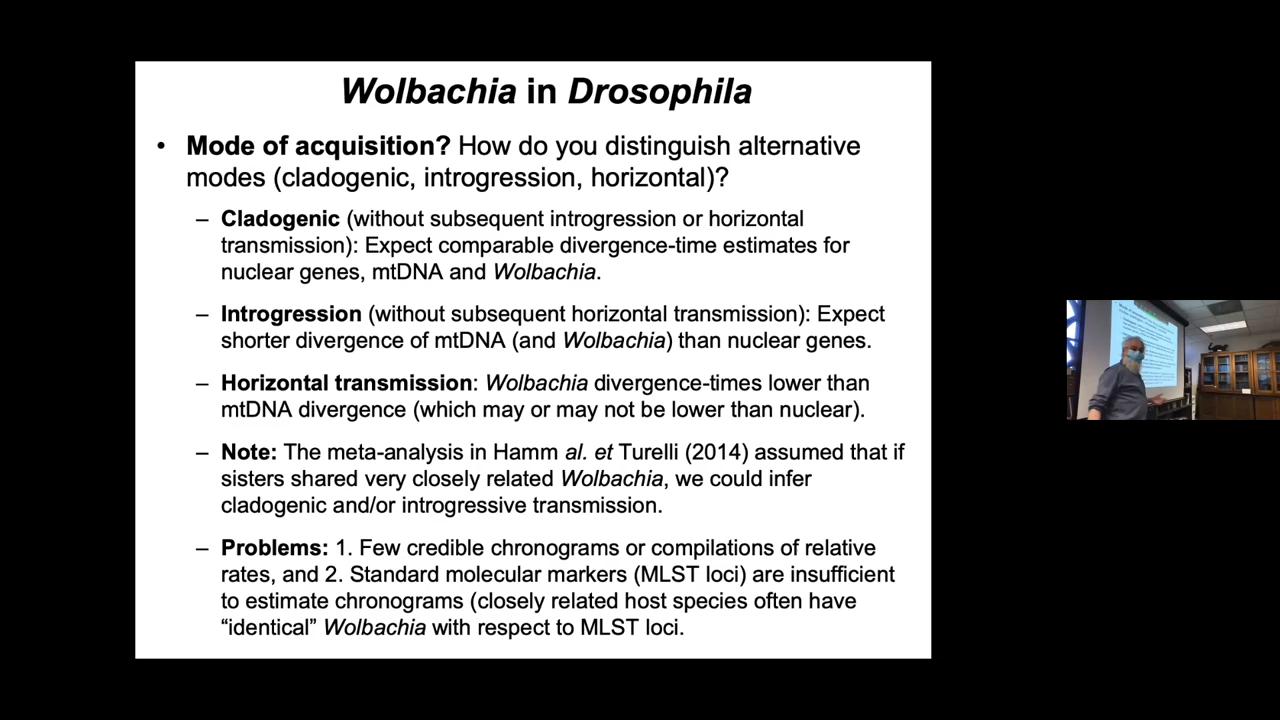 Wolbachia in Drosophila
• Mode of acquisition? How do you distinguish alternative
modes (cladogenic, introgression, horizontal)?
– Cladogenic (without subsequent introgression or horizontal
transmission): Expect comparable divergence-time estimates for
nuclear genes, mtDNA and Wolbachia.
– Introgression (without subsequent horizontal transmission): Expect
shorter divergence of mtDNA (and Wolbachia) than nuclear genes.
– Horizontal transmission: Wolbachia divergence-times lower than
mtDNA divergence (which may or may not be lower than nuclear).
– Note: The meta-analysis in Hamm al. et Turelli (2014) assumed that if
sisters shared very closely related Wolbachia, we could infer
cladogenic and/or introgressive transmission.
– Problems: 1. Few credible chronograms or compilations of relative
rates, and 2. Standard molecular markers (MLST loci) are insufficient
to estimate chronograms (closely related host species often have
“identical” Wolbachia with respect to MLST loci.